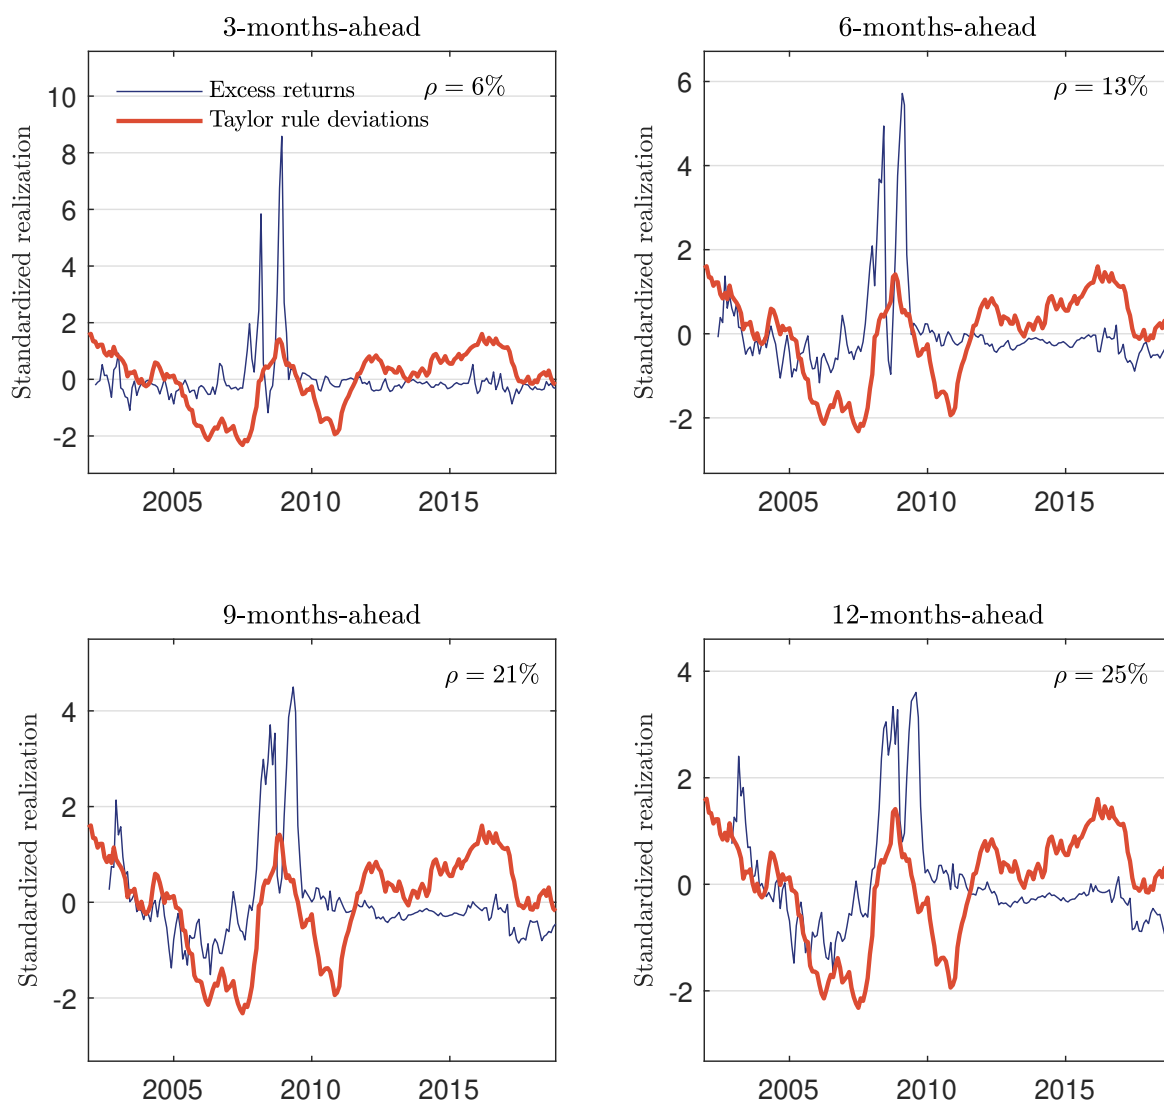 3-months-ahead
Standardized realization
10
8
6
4
2
0
-2
Excess returns
ρ = 6%
Taylor rule deviations
2005
2010
2015
6-months-ahead
Standardized realization
6
4
2
0
-2
ρ = 13%
2005
2010
2015
9-months-ahead
Standardized realization
4
2
0
-2
ρ = 21%
2005
2010
2015
12-months-ahead
Standardized realization
4
2
0
-2
ρ = 25%
2005
2010
2015